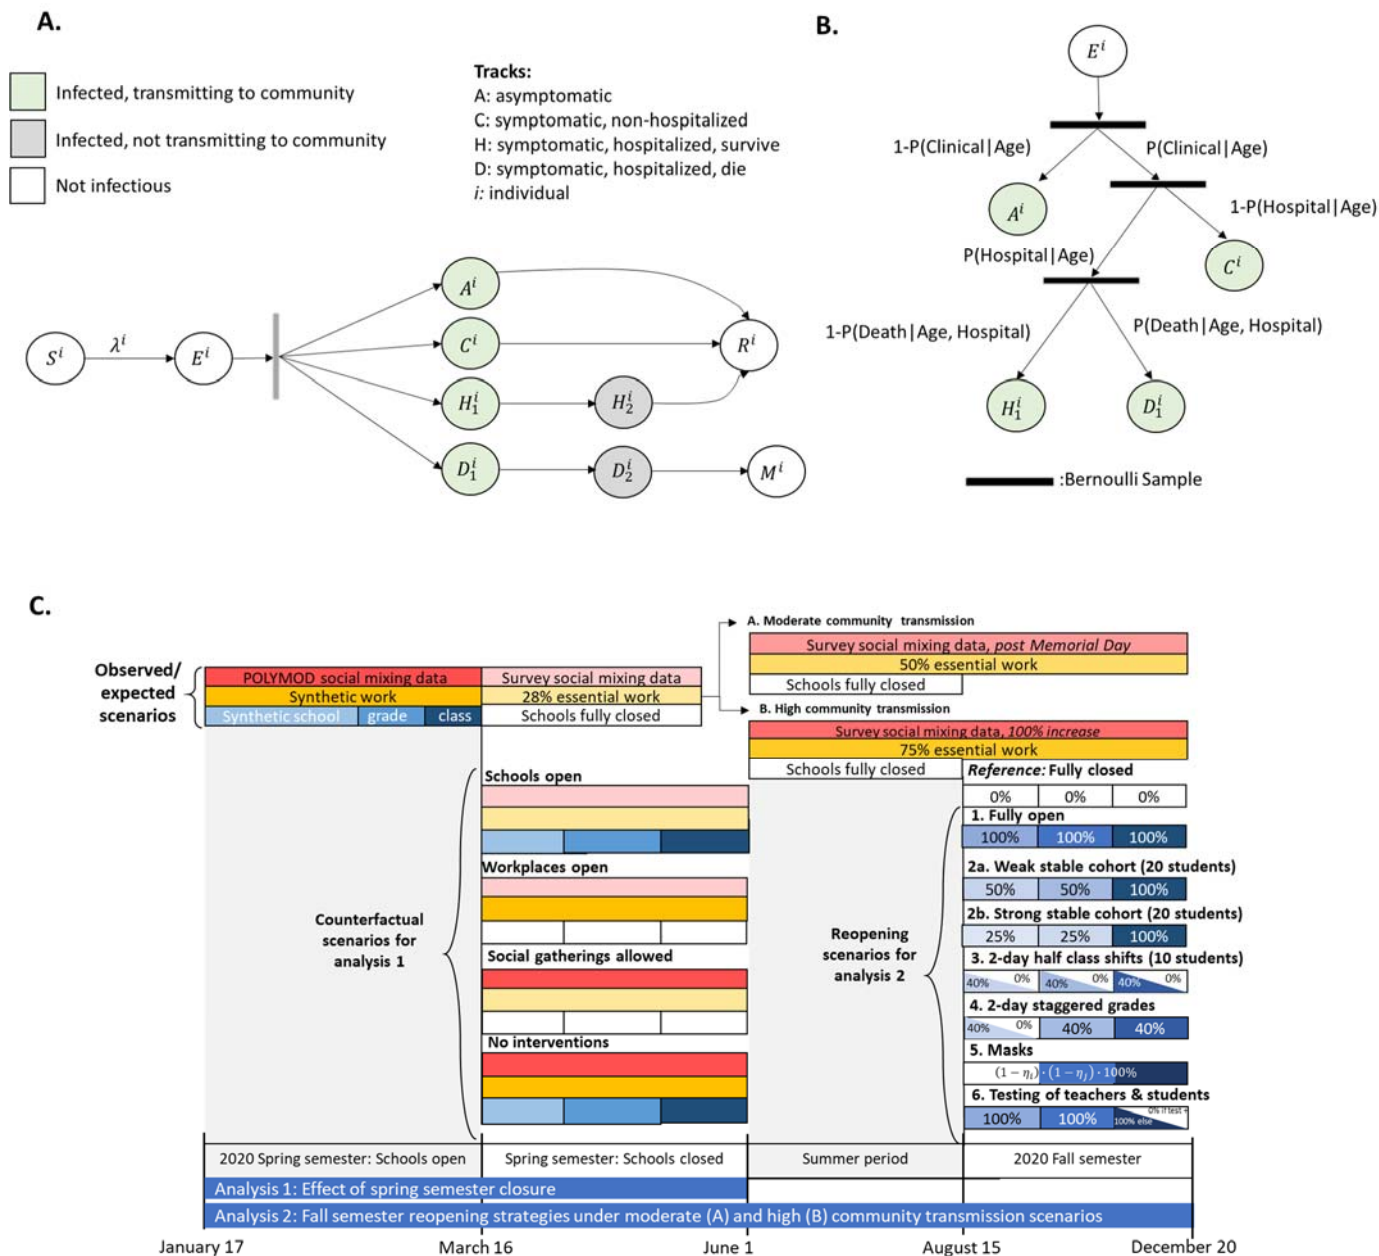 A.
Infected, transmitting to community
Infected, not transmitting to community
Not infectious
Tracks:
A: asymptomatic
C: symptomatic, non-hospitalized
H: symptomatic, hospitalized, survive
D: symptomatic, hospitalized, die
i: individual
S^i
λ^i
E^i
A^i
C^i
H_1^i
D_1^i
H_2^i
D_2^i
R^i
M^i
B.
E^i
1-P(Clinical|Age)
P(Clinical|Age)
A^i
1-P(Hospital|Age)
P(Hospital|Age)
C^i
1-P(Death|Age, Hospital)
P(Death|Age, Hospital)
H_1^i
D_1^i
:Bernoulli Sample
C.
Observed/
expected
scenarios
POLYMOD social mixing data
Synthetic work
Synthetic school grade class
Survey social mixing data
28% essential work
Schools fully closed
A. Moderate community transmission
Survey social mixing data, post Memorial Day
50% essential work
Schools fully closed
B. High community transmission
Survey social mixing data, 100% increase
75% essential work
Schools fully closed
Counterfactual
scenarios for
analysis 1
Schools open
Workplaces open
Social gatherings allowed
No interventions
Reopening
scenarios for
analysis 2
Reference: Fully closed
0% 0% 0%
1. Fully open
100% 100% 100%
2a. Weak stable cohort (20 students)
50% 50% 100%
2b. Strong stable cohort (20 students)
25% 25% 100%
3. 2-day half class shifts (10 students)
40% 0% 40% 0% 40% 0%
4. 2-day staggered grades
40% 0% 40% 40%
5. Masks
(1 − η_i) · (1 − η_j) · 100%
6. Testing of teachers & students
100% 100% 100% else 0% if test +
2020 Spring semester: Schools open
Spring semester: Schools closed
Summer period
2020 Fall semester
Analysis 1: Effect of spring semester closure
Analysis 2: Fall semester reopening strategies under moderate (A) and high (B) community transmission scenarios
January 17
March 16
June 1
August 15
December 20